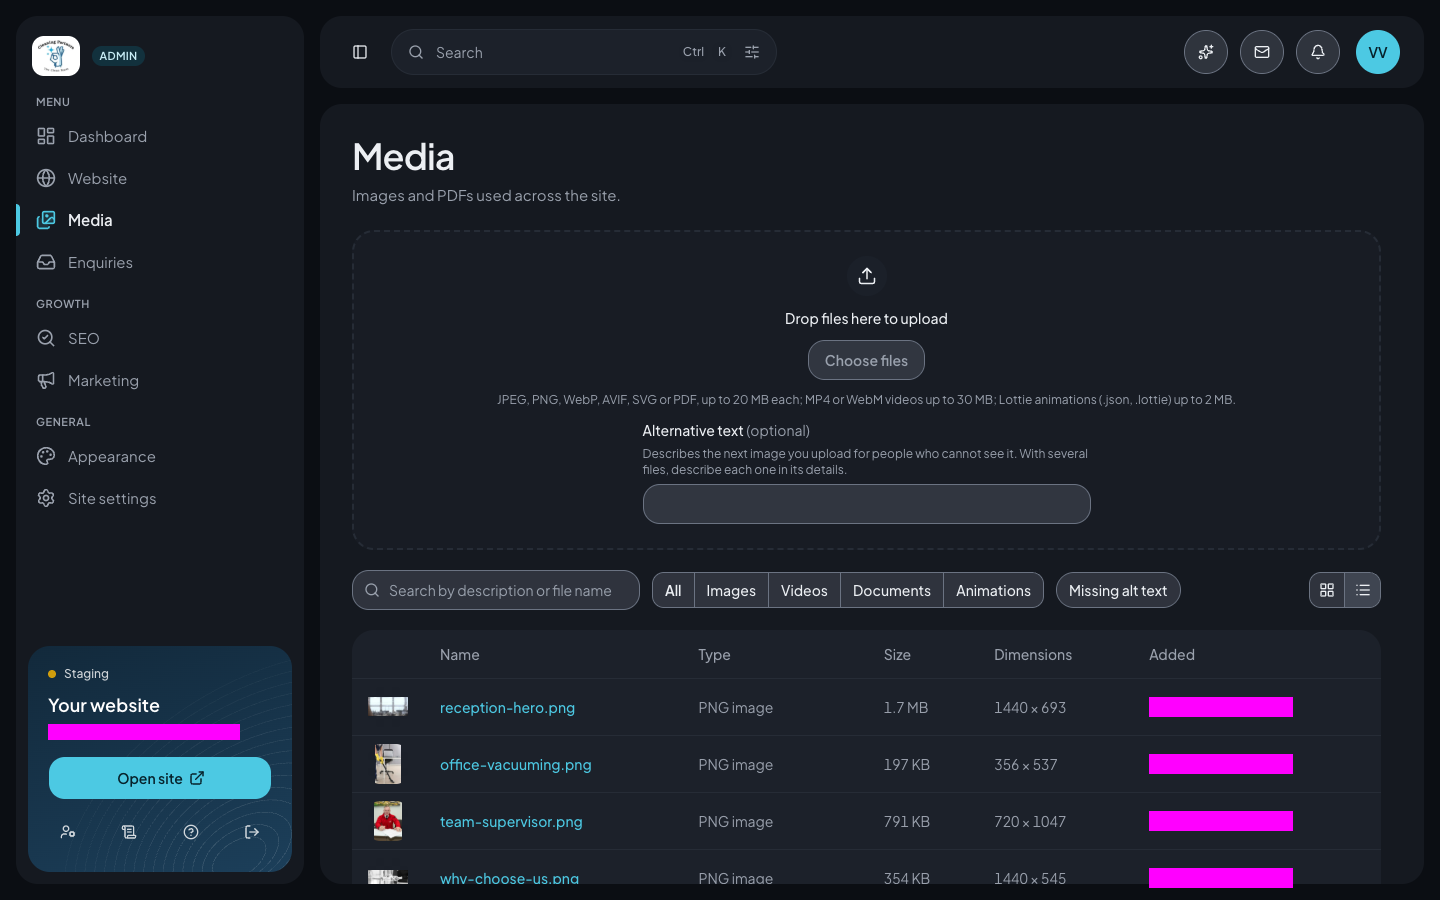 ADMIN
MENU
Dashboard
Website
Media
Enquiries
GROWTH
SEO
Marketing
GENERAL
Appearance
Site settings
Staging
Your website
Open site
Search
Ctrl K
VV
Media
Images and PDFs used across the site.
Drop files here to upload
Choose files
JPEG, PNG, WebP, AVIF, SVG or PDF, up to 20 MB each; MP4 or WebM videos up to 30 MB; Lottie animations (.json, .lottie) up to 2 MB.
Alternative text (optional)
Describes the next image you upload for people who cannot see it. With several
files, describe each one in its details.
Search by description or file name
All Images Videos Documents Animations Missing alt text
Name Type Size Dimensions Added
reception-hero.png PNG image 1.7 MB 1440 × 693
office-vacuuming.png PNG image 197 KB 356 × 537
team-supervisor.png PNG image 791 KB 720 × 1047
why-choose-us.png PNG image 354 KB 1440 × 545